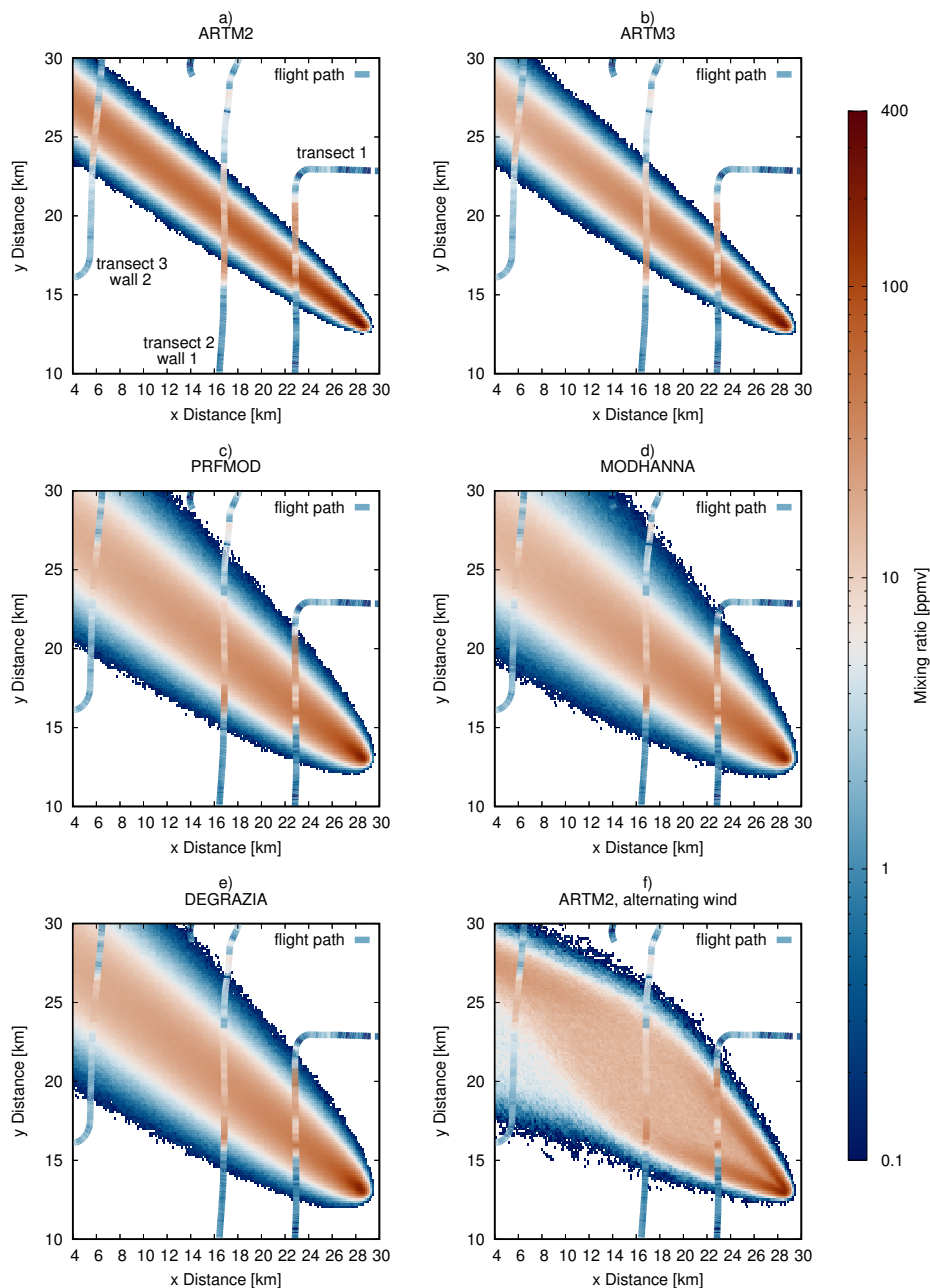 a)
ARTM2
30
25
20
15
10
4 6 8 10 12 14 16 18 20 22 24 26 28 30
y Distance [km]
x Distance [km]
flight path
transect 1
transect 3
wall 2
transect 2
wall 1
b)
ARTM3
30
25
20
15
10
4 6 8 10 12 14 16 18 20 22 24 26 28 30
y Distance [km]
x Distance [km]
flight path
c)
PRFMOD
30
25
20
15
10
4 6 8 10 12 14 16 18 20 22 24 26 28 30
y Distance [km]
x Distance [km]
flight path
d)
MODHANNA
30
25
20
15
10
4 6 8 10 12 14 16 18 20 22 24 26 28 30
y Distance [km]
x Distance [km]
flight path
e)
DEGRAZIA
30
25
20
15
10
4 6 8 10 12 14 16 18 20 22 24 26 28 30
y Distance [km]
x Distance [km]
flight path
f)
ARTM2, alternating wind
30
25
20
15
10
4 6 8 10 12 14 16 18 20 22 24 26 28 30
y Distance [km]
x Distance [km]
flight path
400
100
10
1
0.1
Mixing ratio [ppmv]